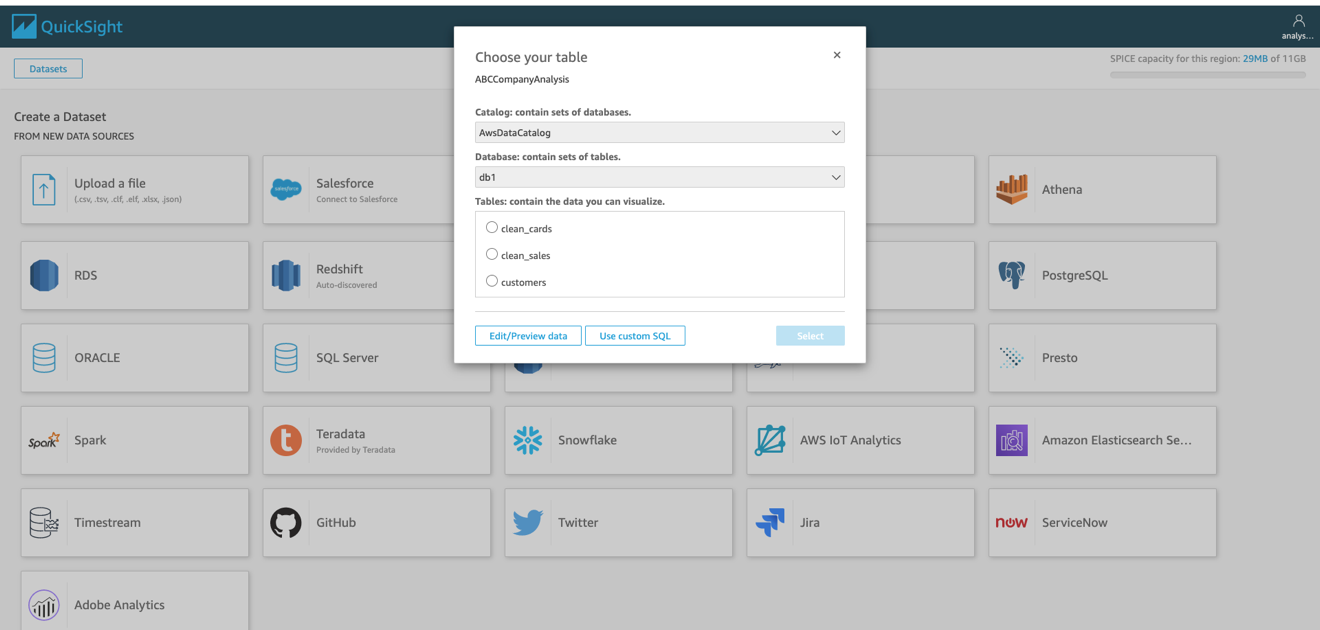 QuickSight
analys...
Datasets
SPICE capacity for this region: 29MB of 11GB
Create a Dataset
FROM NEW DATA SOURCES
Choose your table
ABCCompanyAnalysis
Catalog: contain sets of databases.
AwsDataCatalog
Database: contain sets of tables.
db1
Tables: contain the data you can visualize.
clean_cards
clean_sales
customers
Edit/Preview data
Use custom SQL
Select
Upload a file
(.csv, .tsv, .clf, .elf, .xlsx, .json)
salesforce
Salesforce
Connect to Salesforce
Athena
RDS
Redshift
Auto-discovered
PostgreSQL
ORACLE
SQL Server
Presto
Spark
Spark
t
Teradata
Provided by Teradata
Snowflake
AWS IoT Analytics
Amazon Elasticsearch Se...
Timestream
GitHub
Twitter
Jira
now
ServiceNow
Adobe Analytics